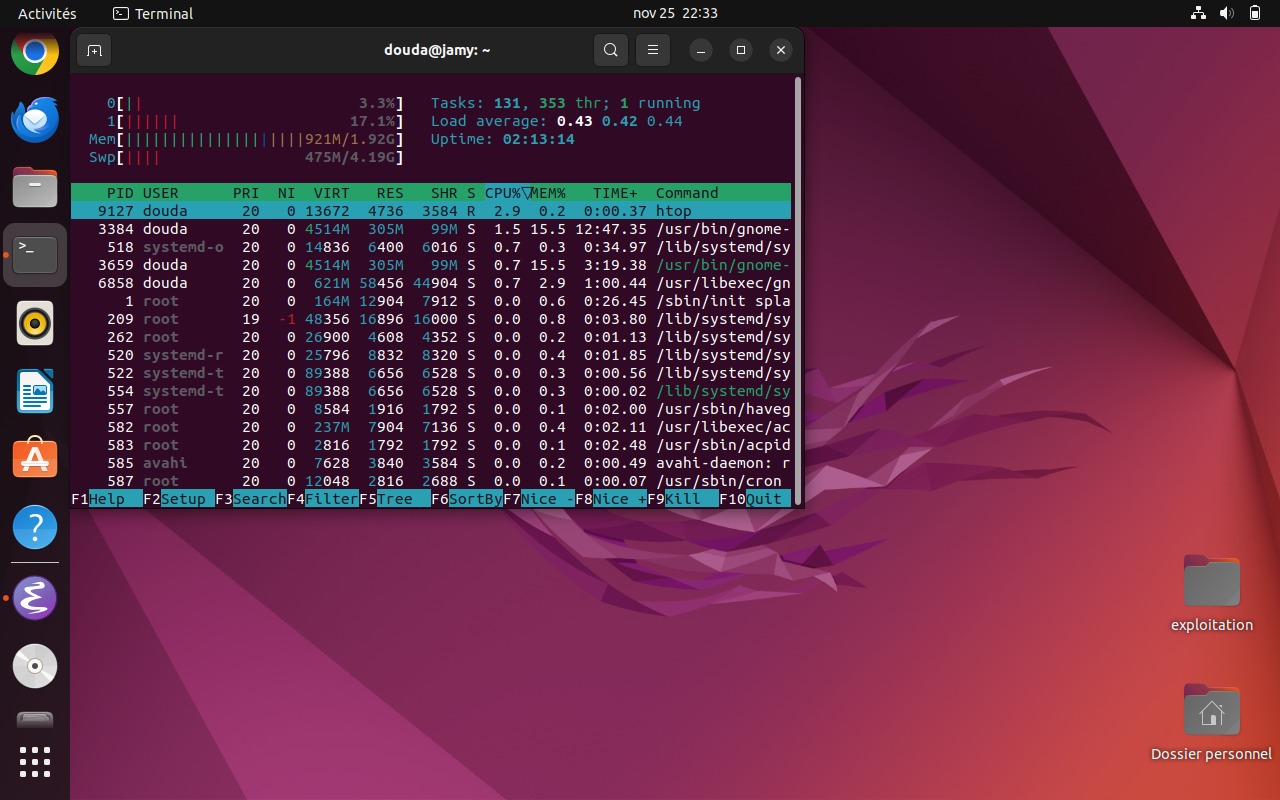 Activités Terminal nov 25 22:33
douda@jamy: ~
0[|| 3.3%] Tasks: 131, 353 thr; 1 running
1[|||||| 17.1%] Load average: 0.43 0.42 0.44
Mem[||||||||||||||||||||921M/1.92G] Uptime: 02:13:14
Swp[|||| 475M/4.19G]
PID USER PRI NI VIRT RES SHR S CPU%▽MEM% TIME+ Command
9127 douda 20 0 13672 4736 3584 R 2.9 0.2 0:00.37 htop
3384 douda 20 0 4514M 305M 99M S 1.5 15.5 12:47.35 /usr/bin/gnome-
518 systemd-o 20 0 14836 6400 6016 S 0.7 0.3 0:34.97 /lib/systemd/sy
3659 douda 20 0 4514M 305M 99M S 0.7 15.5 3:19.38 /usr/bin/gnome-
6858 douda 20 0 621M 58456 44904 S 0.7 2.9 1:00.44 /usr/libexec/gn
1 root 20 0 164M 12904 7912 S 0.0 0.6 0:26.45 /sbin/init spla
209 root 19 -1 48356 16896 16000 S 0.0 0.8 0:03.80 /lib/systemd/sy
262 root 20 0 26900 4608 4352 S 0.0 0.2 0:01.13 /lib/systemd/sy
520 systemd-r 20 0 25796 8832 8320 S 0.0 0.4 0:01.85 /lib/systemd/sy
522 systemd-t 20 0 89388 6656 6528 S 0.0 0.3 0:00.56 /lib/systemd/sy
554 systemd-t 20 0 89388 6656 6528 S 0.0 0.3 0:00.02 /lib/systemd/sy
557 root 20 0 8584 1916 1792 S 0.0 0.1 0:02.00 /usr/sbin/haveg
582 root 20 0 237M 7904 7136 S 0.0 0.4 0:02.11 /usr/libexec/ac
583 root 20 0 2816 1792 1792 S 0.0 0.1 0:02.48 /usr/sbin/acpid
585 avahi 20 0 7628 3840 3584 S 0.0 0.2 0:00.49 avahi-daemon: r
587 root 20 0 12048 2816 2688 S 0.0 0.1 0:00.07 /usr/sbin/cron
F1Help F2Setup F3SearchF4FilterF5Tree F6SortByF7Nice -F8Nice +F9Kill F10Quit
exploitation
Dossier personnel